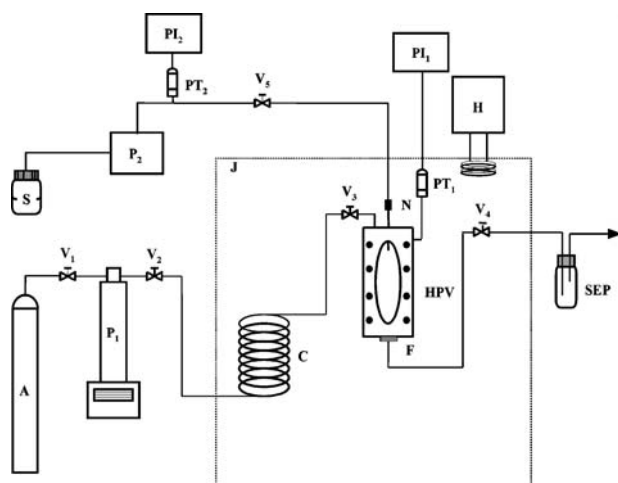 PI₂
PI₁
PT₂
V₅
H
P₂
J
S
PT₁
V₃
N
V₄
V₁
V₂
HPV
SEP
P₁
C
F
A